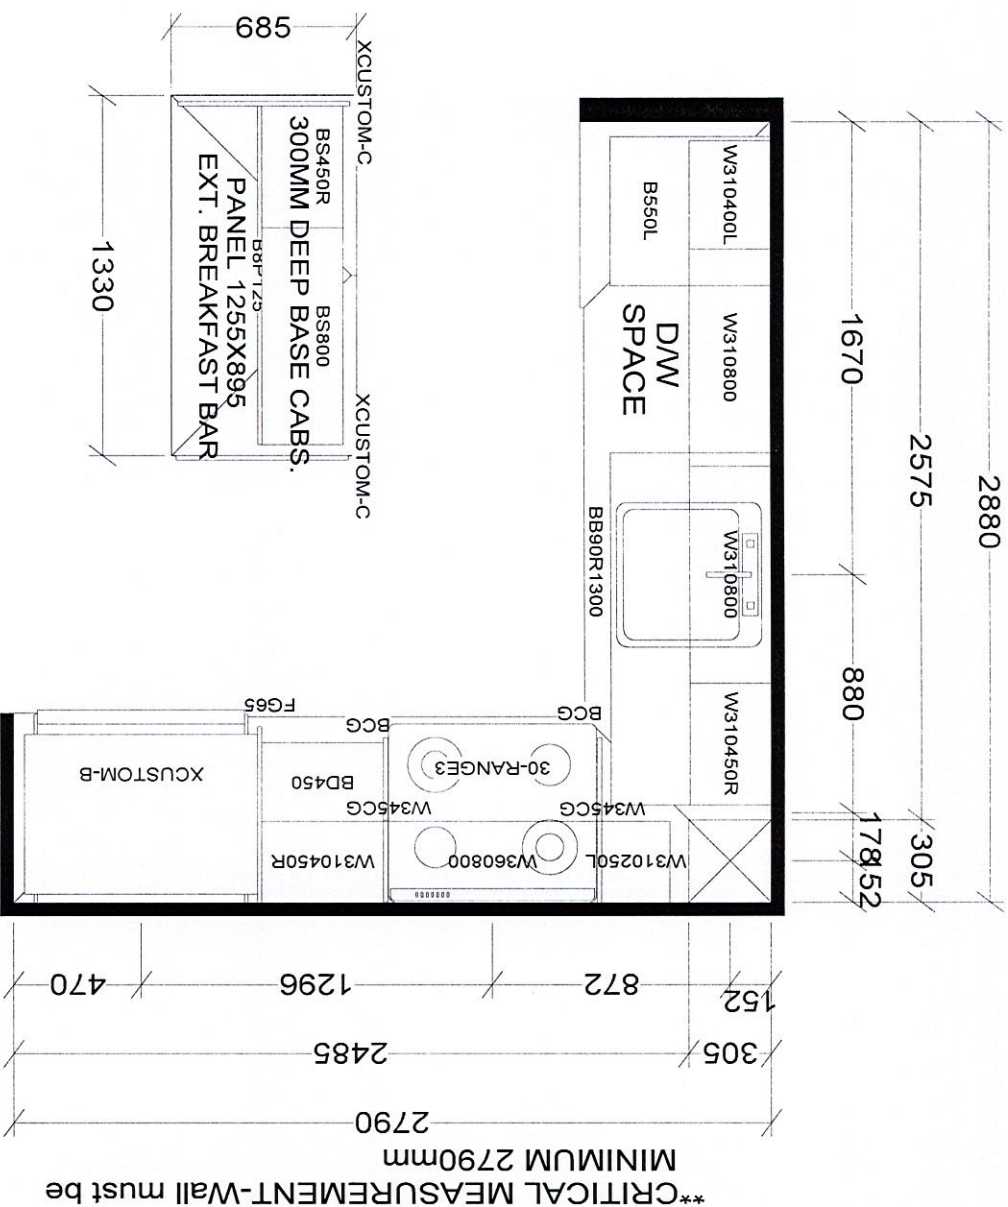 685
XCUSTOM-C
XCUSTOM-C
1330
BS450R
BS800
300MM DEEP BASE CABS.
BBP125
PANEL 1255X895
EXT. BREAKFAST BAR
2880
2575
305
1670
880
178
152
W310400L
W310800
W310800
W310450R
B550L
D/W
SPACE
BB90R1300
FG65
BCG
BCG
XCUSTOM-B
BD450
30-RANGE3
W345CG
W345CG
W310450R
W360800
W310250L
470
1296
872
152
2485
305
2790
**CRITICAL MEASUREMENT-Wall must be
MINIMUM 2790mm